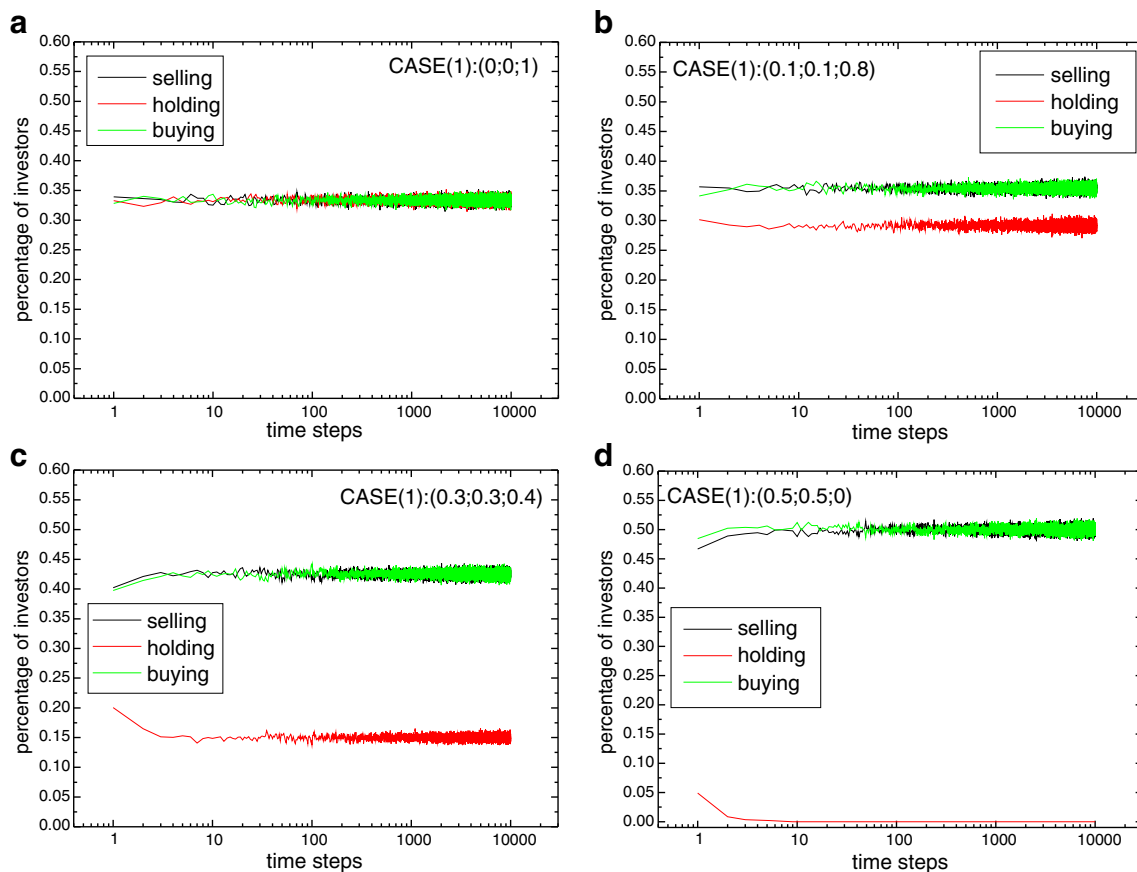 a
0.60
0.55
0.50
0.45
0.40
0.35
0.30
0.25
0.20
0.15
0.10
0.05
0.00
percentage of investors
selling
holding
buying
CASE(1):(0;0;1)
1 10 100 1000 10000
time steps
b
0.60
0.55
0.50
0.45
0.40
0.35
0.30
0.25
0.20
0.15
0.10
0.05
0.00
percentage of investors
CASE(1):(0.1;0.1;0.8)
selling
holding
buying
1 10 100 1000 10000
time steps
c
0.60
0.55
0.50
0.45
0.40
0.35
0.30
0.25
0.20
0.15
0.10
0.05
0.00
percentage of investors
CASE(1):(0.3;0.3;0.4)
selling
holding
buying
1 10 100 1000 10000
time steps
d
0.60
0.55
0.50
0.45
0.40
0.35
0.30
0.25
0.20
0.15
0.10
0.05
0.00
percentage of investors
CASE(1):(0.5;0.5;0)
selling
holding
buying
1 10 100 1000 10000
time steps